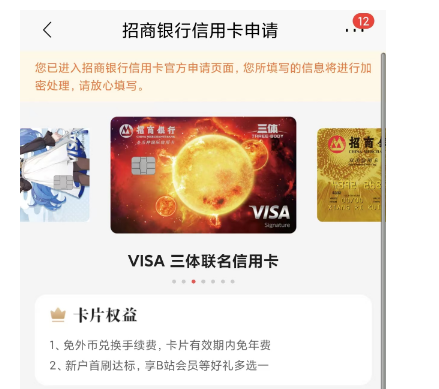 招商银行信用卡申请
12
您已进入招商银行信用卡官方申请页面，您所填写的信息将进行加
密处理，请放心填写。
招商银行
三体
THREE BODY
招商
VISA
Signature
VISA 三体联名信用卡
卡片权益
1、免外币兑换手续费，卡片有效期内免年费
2、新户首刷达标，享B站会员等好礼多选一